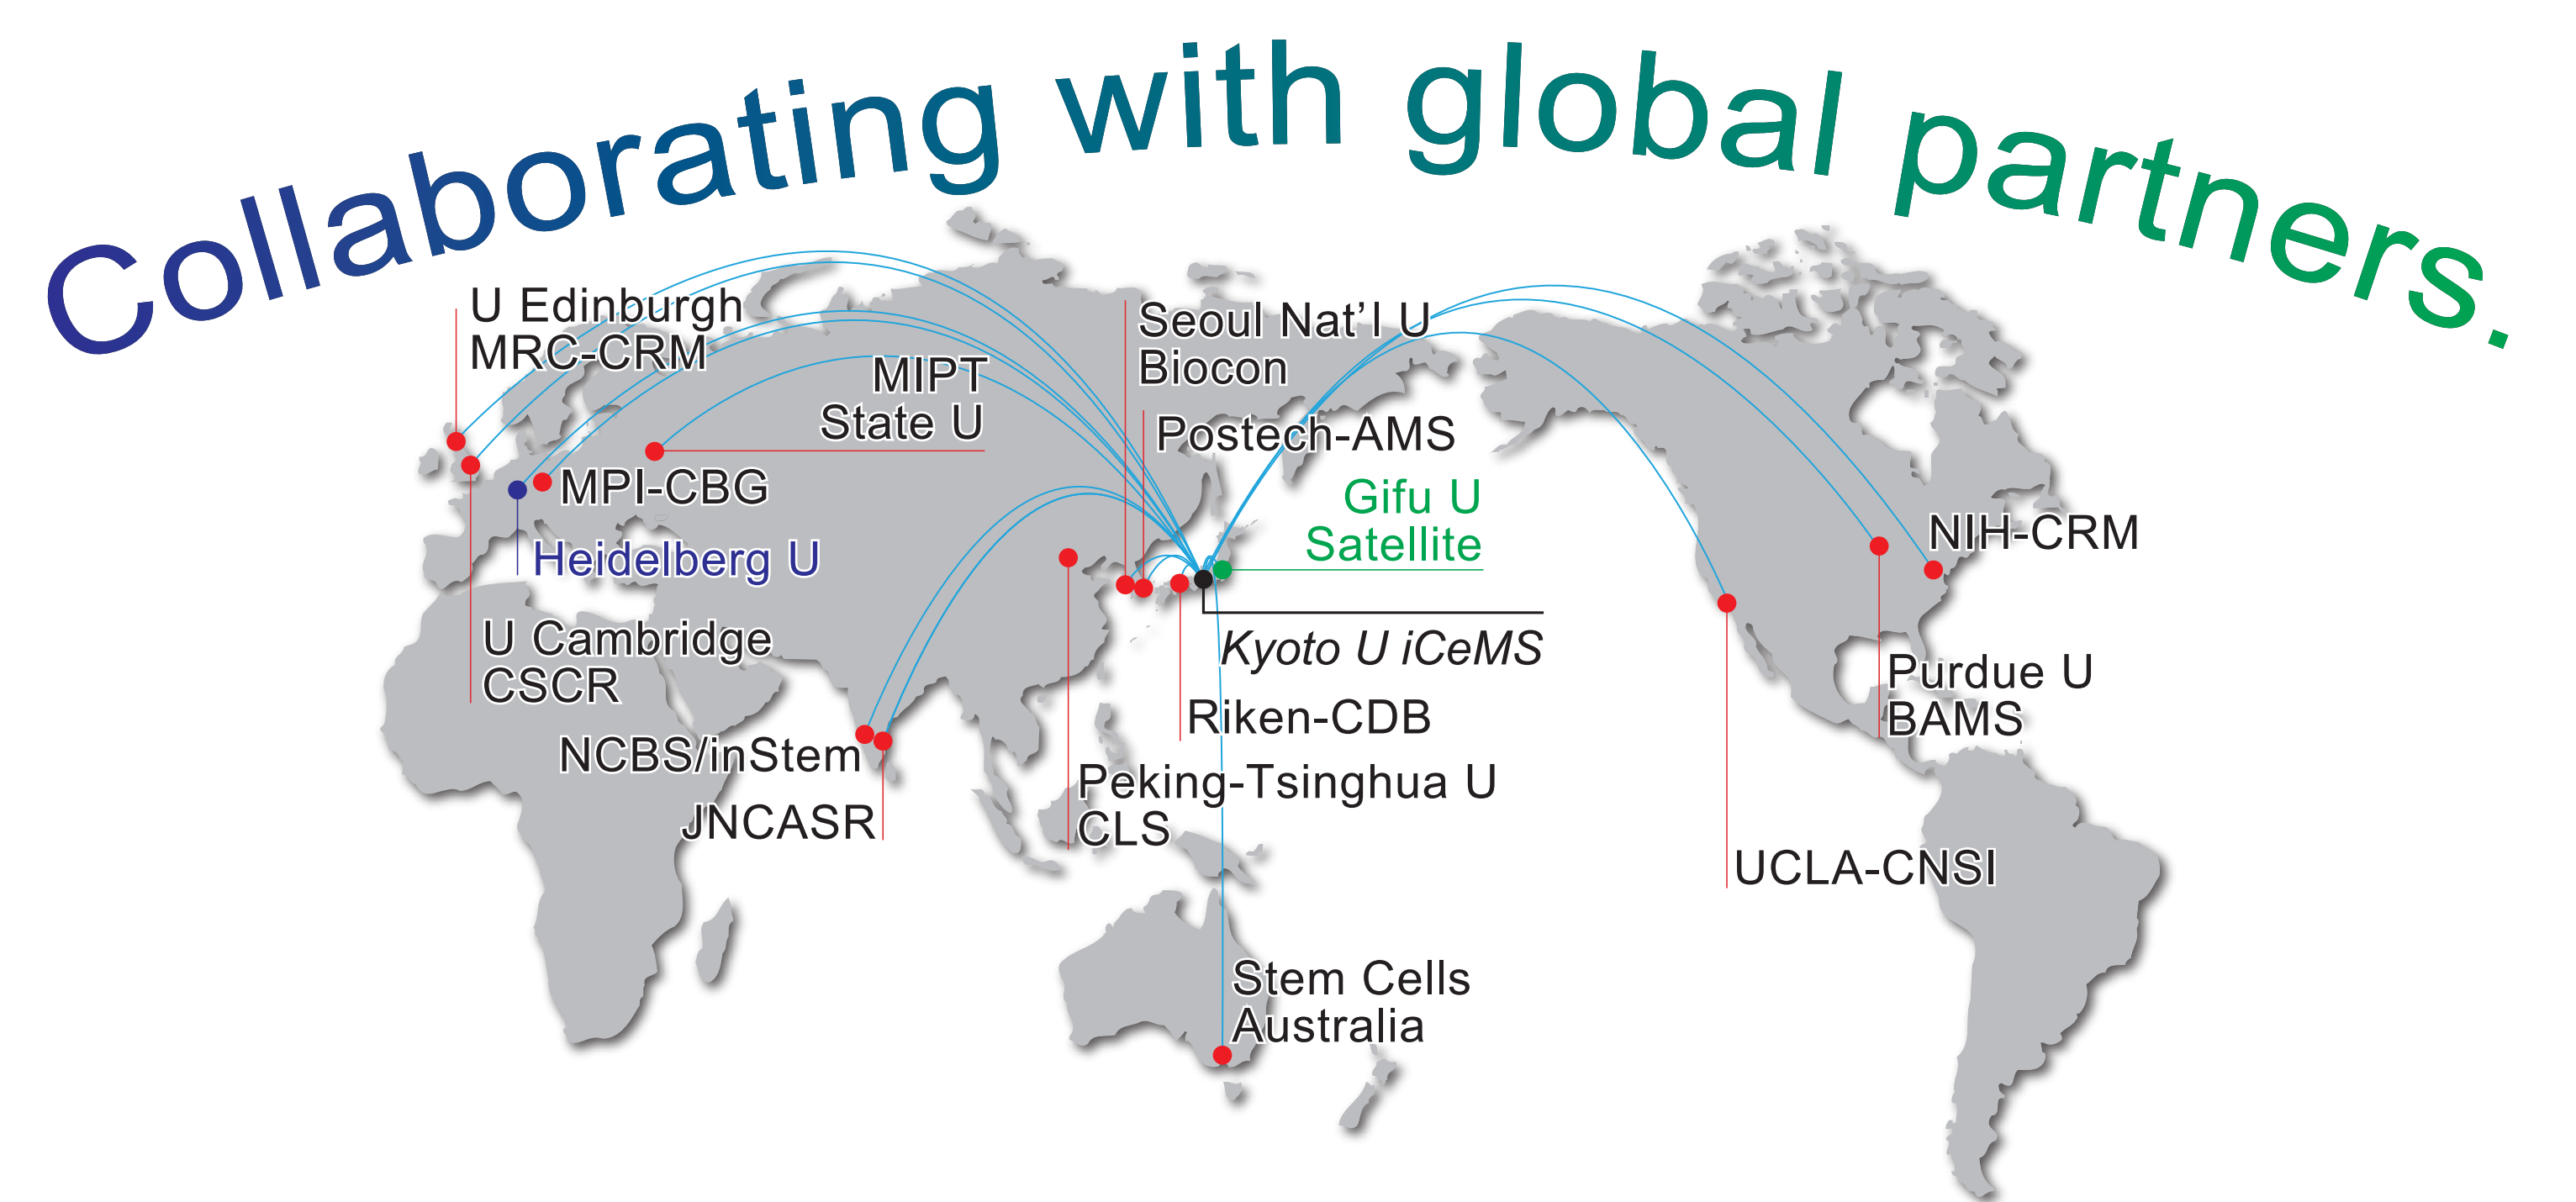 Collaborating with global partners.
U Edinburgh
MRC-CRM
MIPT
State U
Seoul Nat’l U
Biocon
Postech-AMS
MPI-CBG
Heidelberg U
Gifu U
Satellite
NIH-CRM
U Cambridge
CSCR
Kyoto U iCeMS
Riken-CDB
Purdue U
BAMS
NCBS/inStem
JNCASR
Peking-Tsinghua U
CLS
UCLA-CNSI
Stem Cells
Australia